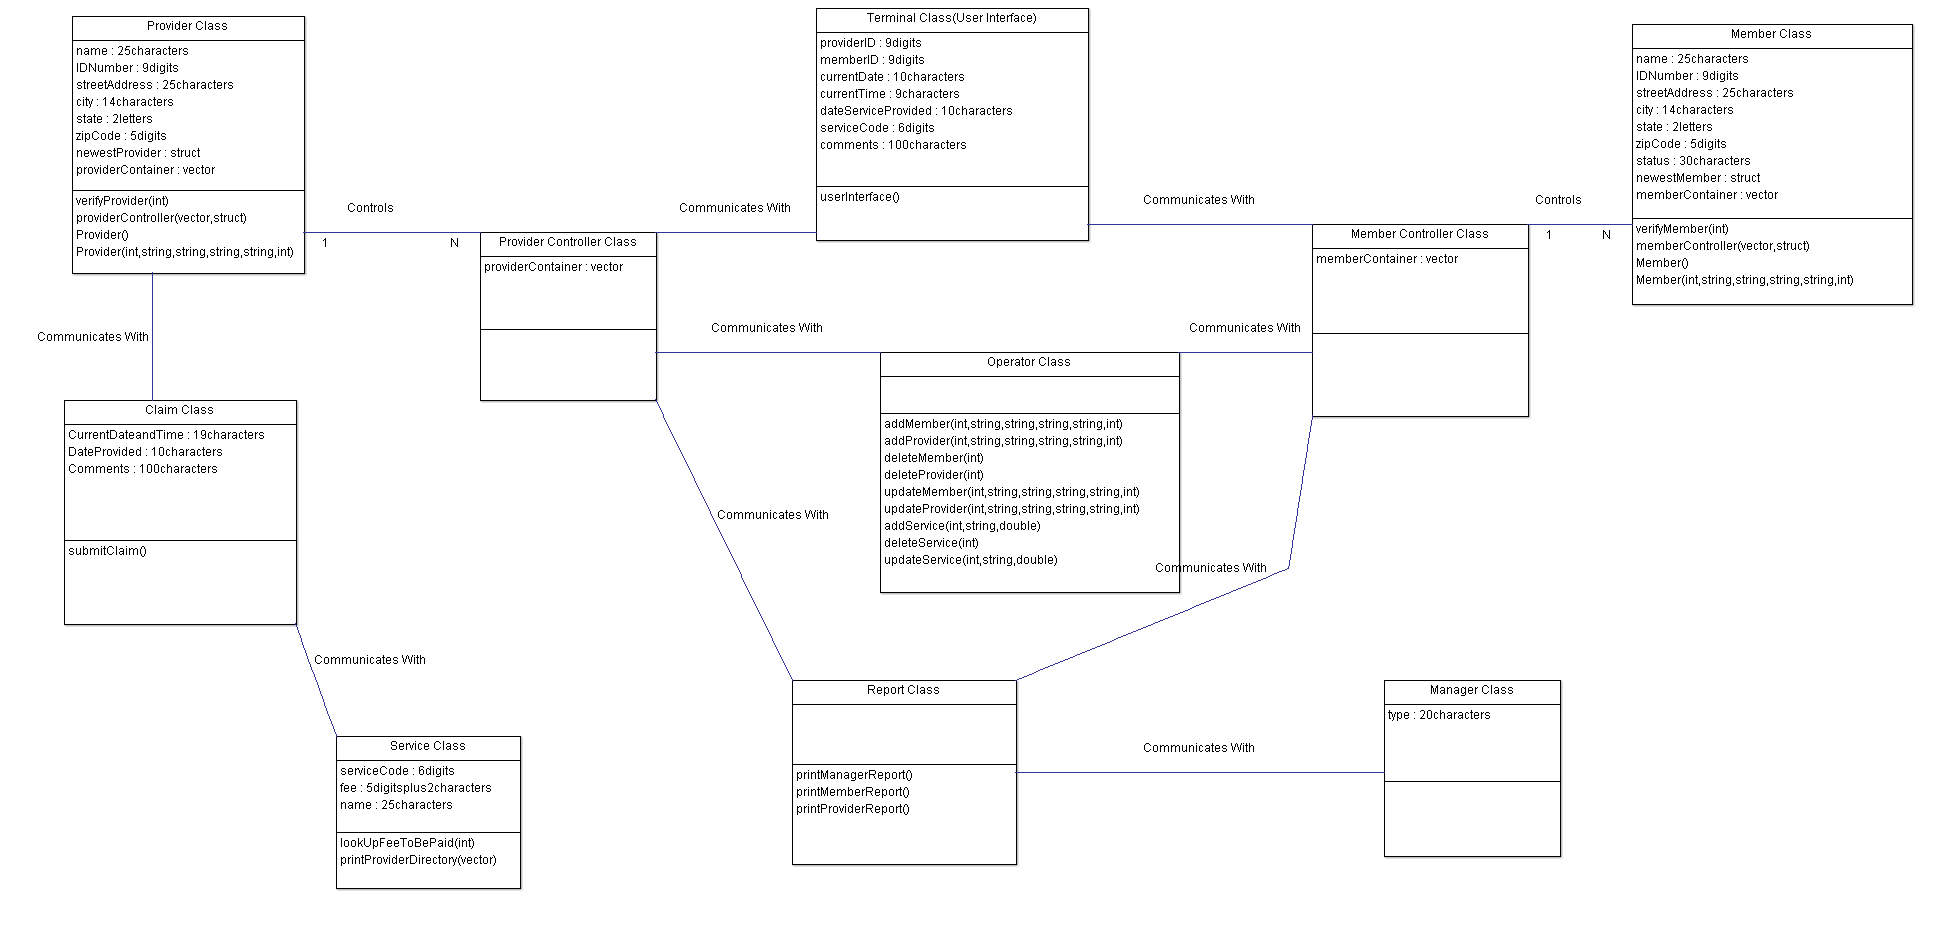 Provider Class
name : 25characters
IDNumber : 9digits
streetAddress : 25characters
city : 14characters
state : 2letters
zipCode : 5digits
newestProvider : struct
providerContainer : vector
verifyProvider(int)
providerController(vector,struct)
Provider()
Provider(int,string,string,string,string,int)
Controls
1
N
Communicates With
Terminal Class(User Interface)
providerID : 9digits
memberID : 9digits
currentDate : 10characters
currentTime : 9characters
dateServiceProvided : 10characters
serviceCode : 6digits
comments : 100characters
userInterface()
Communicates With
Controls
1
N
Member Class
name : 25characters
IDNumber : 9digits
streetAddress : 25characters
city : 14characters
state : 2letters
zipCode : 5digits
status : 30characters
newestMember : struct
memberContainer : vector
verifyMember(int)
memberController(vector,struct)
Member()
Member(int,string,string,string,string,int)
Provider Controller Class
providerContainer : vector
Member Controller Class
memberContainer : vector
Communicates With
Communicates With
Communicates With
Operator Class
addMember(int,string,string,string,string,int)
addProvider(int,string,string,string,string,int)
deleteMember(int)
deleteProvider(int)
updateMember(int,string,string,string,string,int)
updateProvider(int,string,string,string,string,int)
addService(int,string,double)
deleteService(int)
updateService(int,string,double)
Claim Class
CurrentDateandTime : 19characters
DateProvided : 10characters
Comments : 100characters
submitClaim()
Communicates With
Communicates With
Communicates With
Service Class
serviceCode : 6digits
fee : 5digitsplus2characters
name : 25characters
lookUpFeeToBePaid(int)
printProviderDirectory(vector)
Report Class
printManagerReport()
printMemberReport()
printProviderReport()
Communicates With
Manager Class
type : 20characters